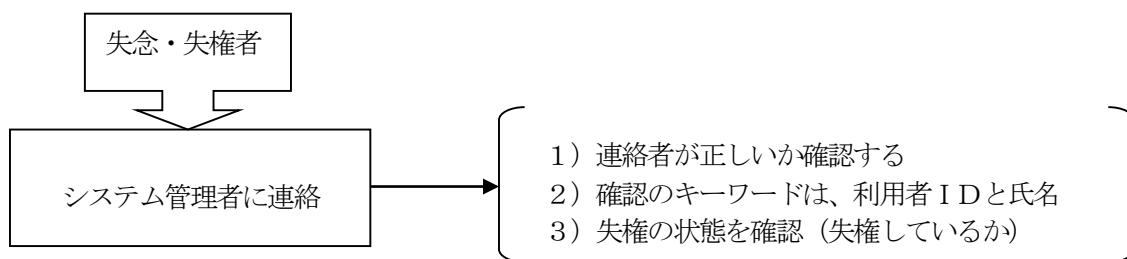 失念・失権者
システム管理者に連絡
１）連絡者が正しいか確認する
２）確認のキーワードは、利用者ＩＤと氏名
３）失権の状態を確認（失権しているか）